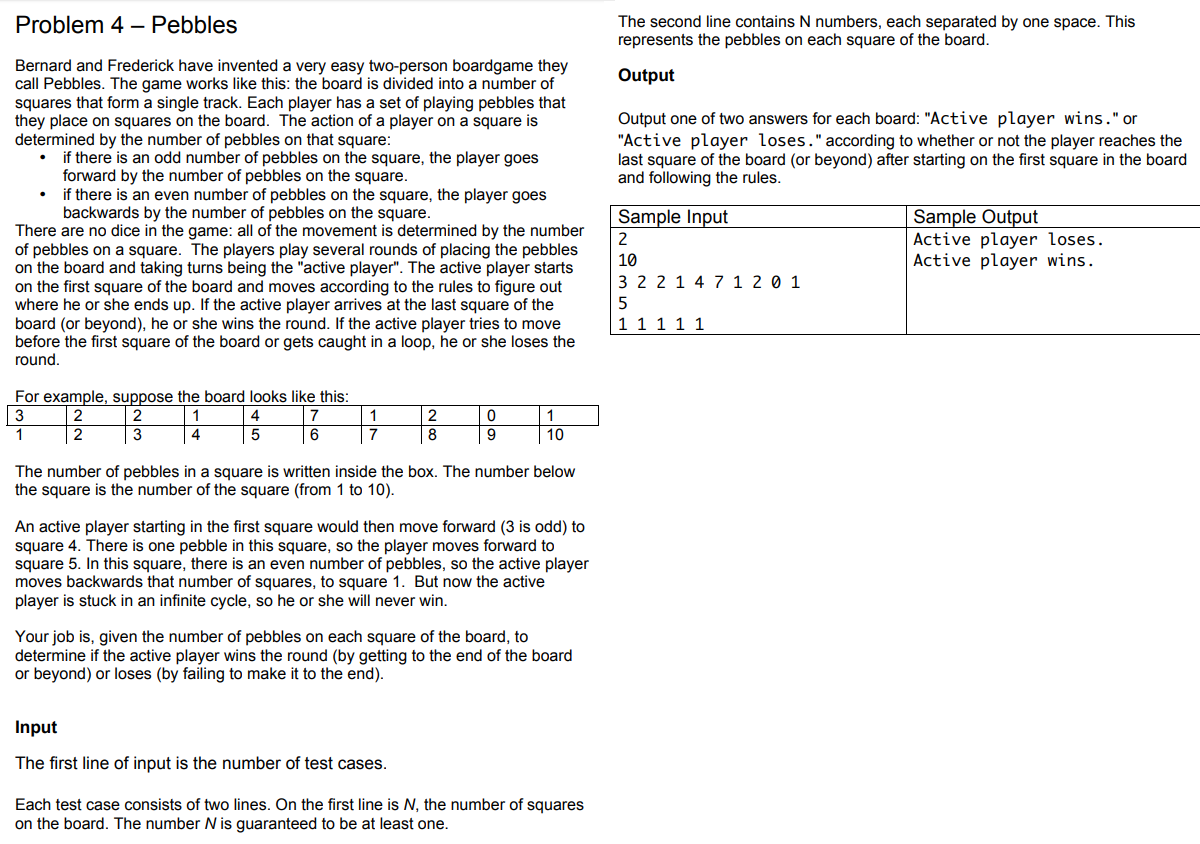 Problem 4 – Pebbles
Bernard and Frederick have invented a very easy two-person boardgame they
call Pebbles. The game works like this: the board is divided into a number of
squares that form a single track. Each player has a set of playing pebbles that
they place on squares on the board.  The action of a player on a square is
determined by the number of pebbles on that square:
• if there is an odd number of pebbles on the square, the player goes
forward by the number of pebbles on the square.
• if there is an even number of pebbles on the square, the player goes
backwards by the number of pebbles on the square.
There are no dice in the game: all of the movement is determined by the number
of pebbles on a square.  The players play several rounds of placing the pebbles
on the board and taking turns being the "active player". The active player starts
on the first square of the board and moves according to the rules to figure out
where he or she ends up. If the active player arrives at the last square of the
board (or beyond), he or she wins the round. If the active player tries to move
before the first square of the board or gets caught in a loop, he or she loses the
round.
For example, suppose the board looks like this:
3 2 2 1 4 7 1 2 0 1
1 2 3 4 5 6 7 8 9 10
The number of pebbles in a square is written inside the box. The number below
the square is the number of the square (from 1 to 10).
An active player starting in the first square would then move forward (3 is odd) to
square 4. There is one pebble in this square, so the player moves forward to
square 5. In this square, there is an even number of pebbles, so the active player
moves backwards that number of squares, to square 1.  But now the active
player is stuck in an infinite cycle, so he or she will never win.
Your job is, given the number of pebbles on each square of the board, to
determine if the active player wins the round (by getting to the end of the board
or beyond) or loses (by failing to make it to the end).
Input
The first line of input is the number of test cases.
Each test case consists of two lines. On the first line is N, the number of squares
on the board. The number N is guaranteed to be at least one.
The second line contains N numbers, each separated by one space. This
represents the pebbles on each square of the board.
Output
Output one of two answers for each board: "Active player wins." or
"Active player loses." according to whether or not the player reaches the
last square of the board (or beyond) after starting on the first square in the board
and following the rules.
Sample Input
2
10
3 2 2 1 4 7 1 2 0 1
5
1 1 1 1 1
Sample Output
Active player loses.
Active player wins.